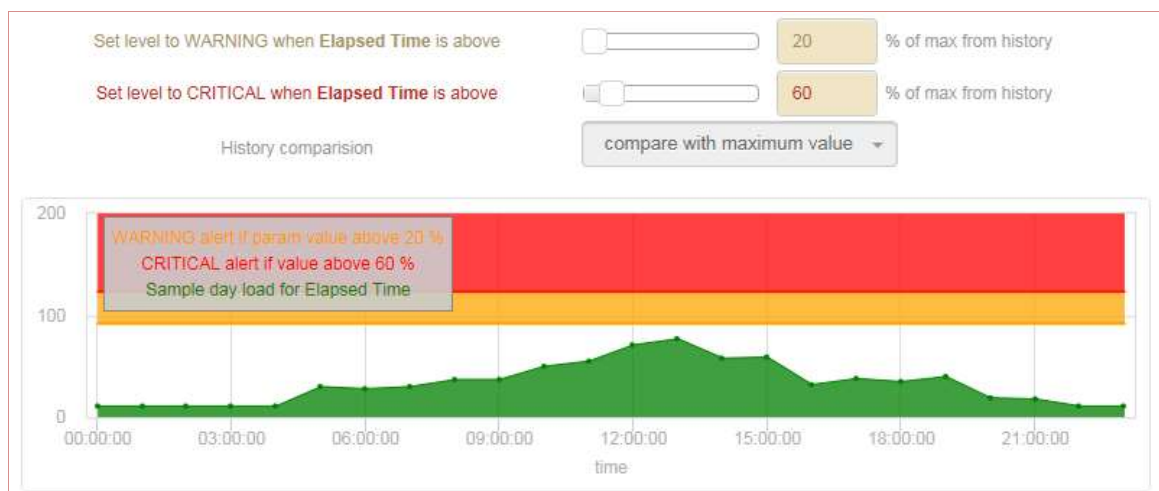 Set level to WARNING when Elapsed Time is above 20 % of max from history
Set level to CRITICAL when Elapsed Time is above 60 % of max from history
History comparision compare with maximum value
200
WARNING alert if param value above 20 %
CRITICAL alert if value above 60 %
Sample day load for Elapsed Time
100
0
00:00:00 03:00:00 06:00:00 09:00:00 12:00:00 15:00:00 18:00:00 21:00:00
time